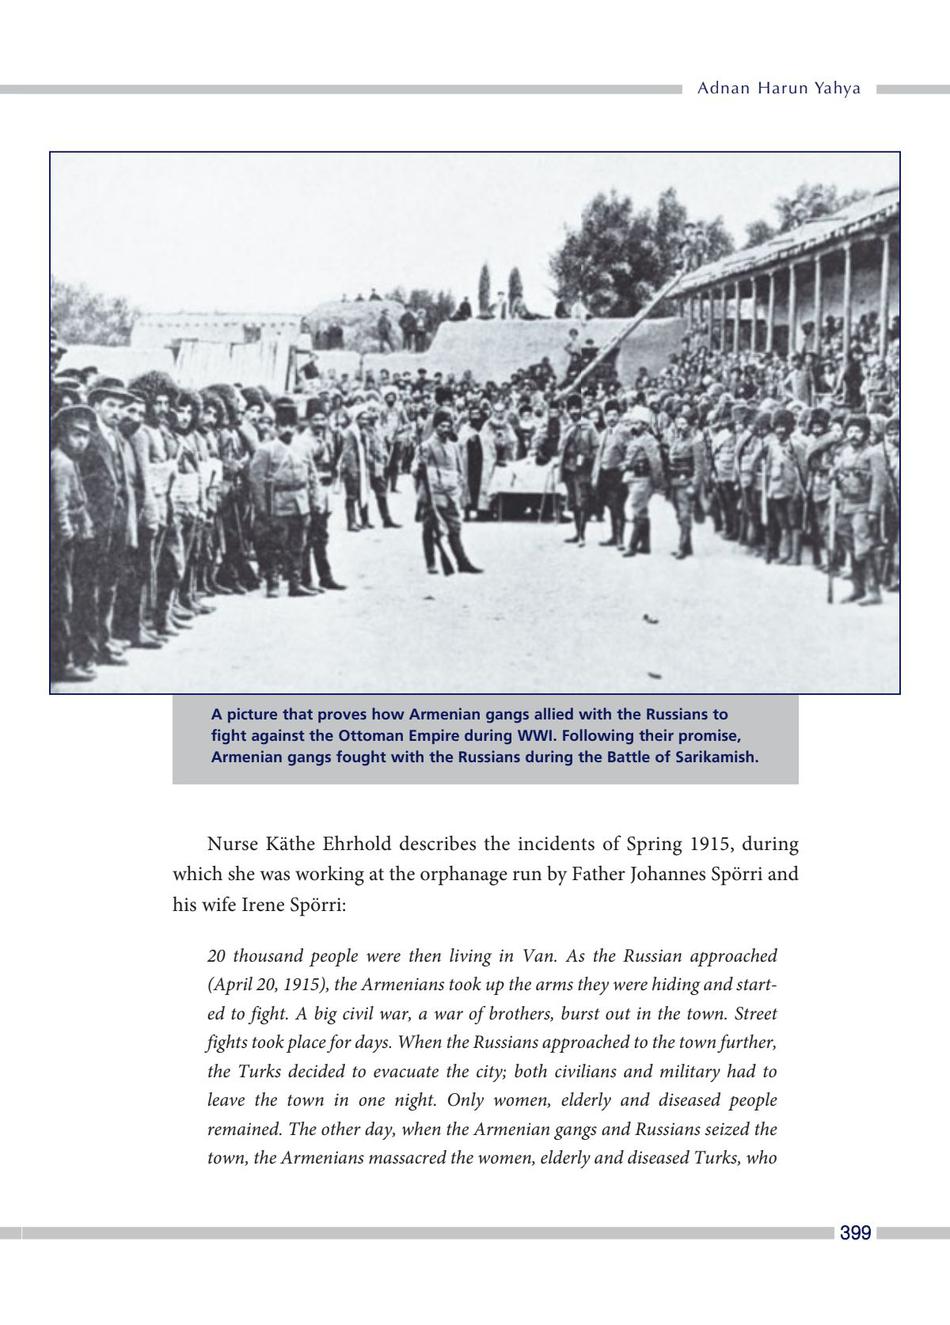 Adnan Harun Yahya
A picture that proves how Armenian gangs allied with the Russians to
fight against the Ottoman Empire during WWI. Following their promise,
Armenian gangs fought with the Russians during the Battle of Sarikamish.
Nurse Käthe Ehrhold describes the incidents of Spring 1915, during
which she was working at the orphanage run by Father Johannes Spörri and
his wife Irene Spörri:
20 thousand people were then living in Van. As the Russian approached
(April 20, 1915), the Armenians took up the arms they were hiding and start-
ed to fight. A big civil war, a war of brothers, burst out in the town. Street
fights took place for days. When the Russians approached to the town further,
the Turks decided to evacuate the city; both civilians and military had to
leave the town in one night. Only women, elderly and diseased people
remained. The other day, when the Armenian gangs and Russians seized the
town, the Armenians massacred the women, elderly and diseased Turks, who
399